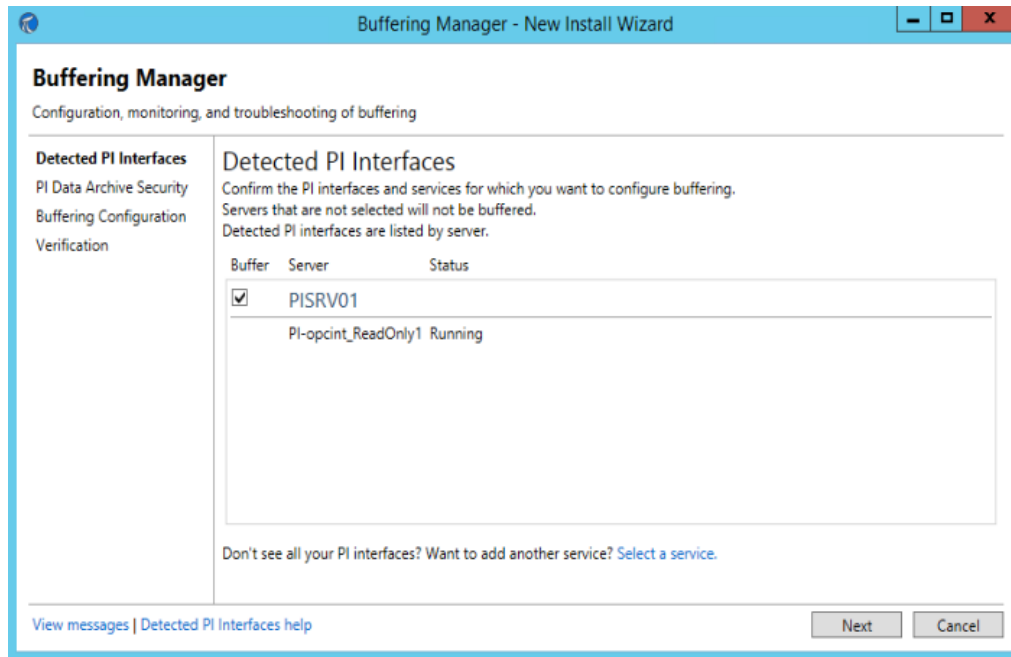 Buffering Manager - New Install Wizard
Buffering Manager
Configuration, monitoring, and troubleshooting of buffering
Detected PI Interfaces
PI Data Archive Security
Buffering Configuration
Verification
Detected PI Interfaces
Confirm the PI interfaces and services for which you want to configure buffering.
Servers that are not selected will not be buffered.
Detected PI interfaces are listed by server.
Buffer Server Status
PISRV01
PI-opcint_ReadOnly1 Running
Don't see all your PI interfaces? Want to add another service? Select a service.
View messages | Detected PI Interfaces help
Next Cancel